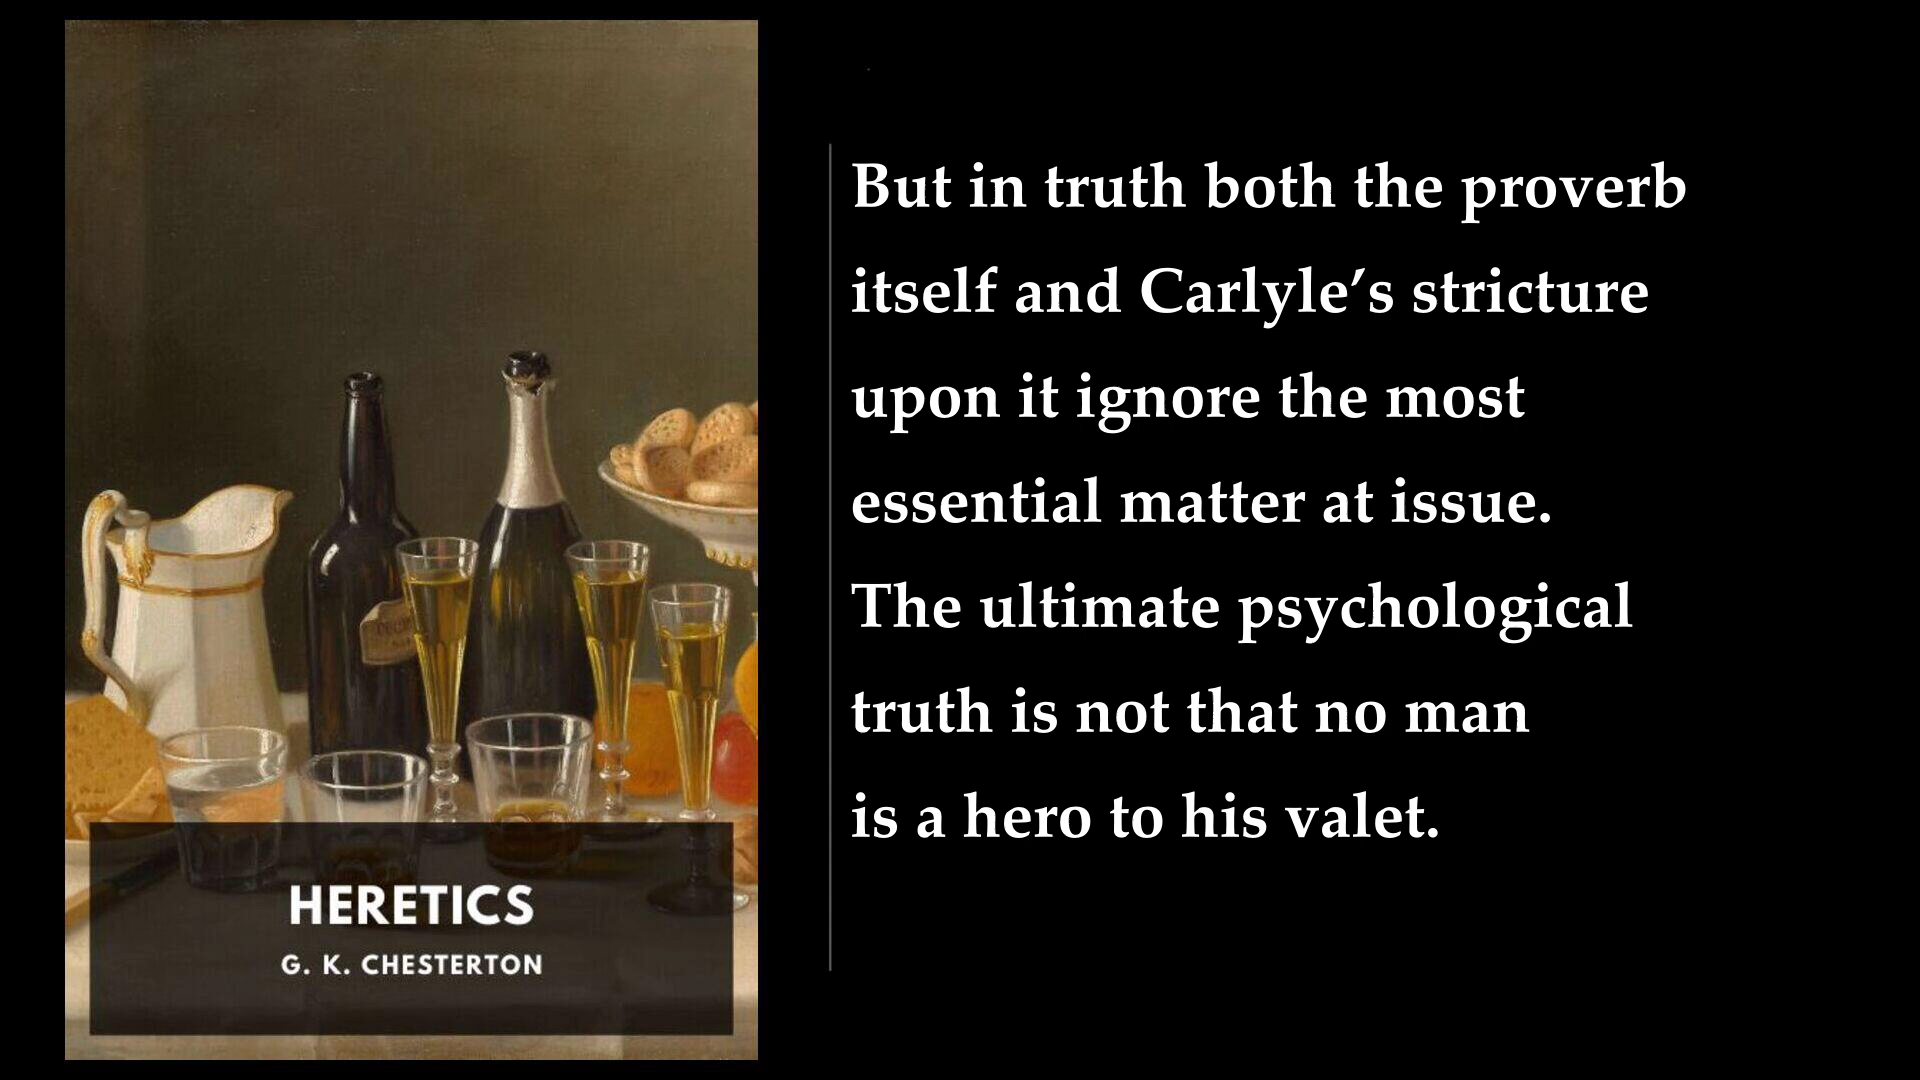 But in truth both the proverb
itself and Carlyle’s stricture
upon it ignore the most
essential matter at issue.
The ultimate psychological
truth is not that no man
is a hero to his valet.
HERETICS
G. K. CHESTERTON